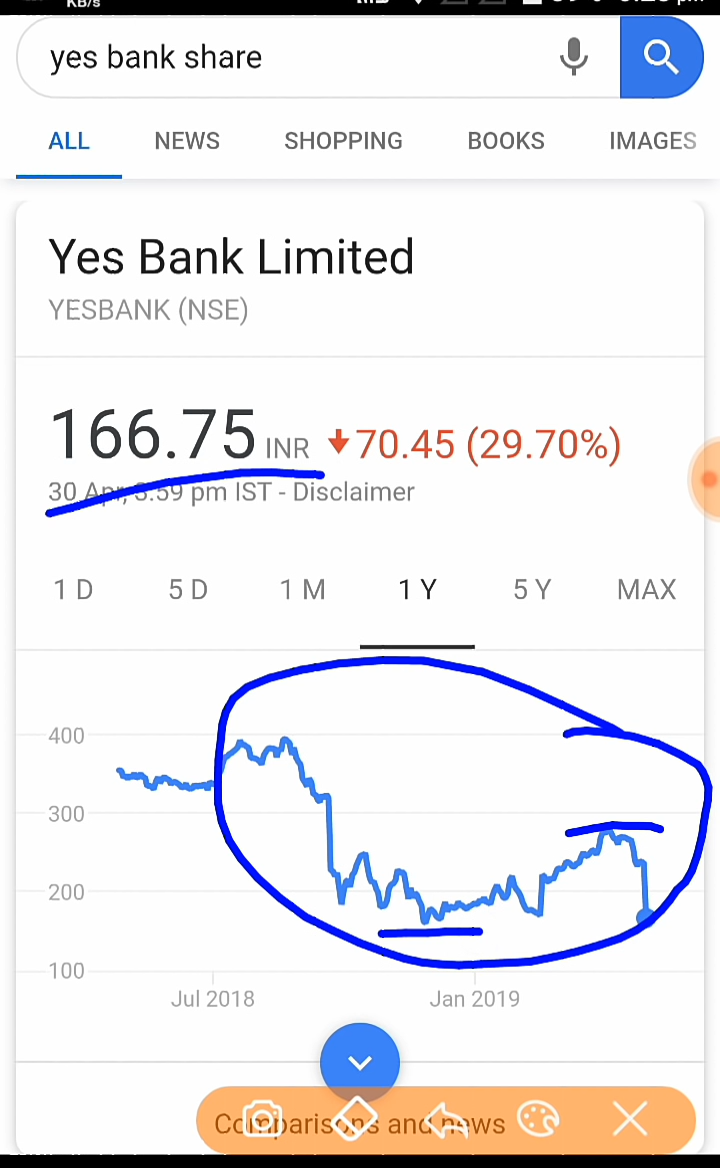 KB/s
yes bank share
ALL NEWS SHOPPING BOOKS IMAGES
Yes Bank Limited
YESBANK (NSE)
166.75 INR 70.45 (29.70%)
30 Apr, 3:59 pm IST - Disclaimer
1 D 5 D 1 M 1 Y 5 Y MAX
400
300
200
100
Jul 2018 Jan 2019
Comparisons and news